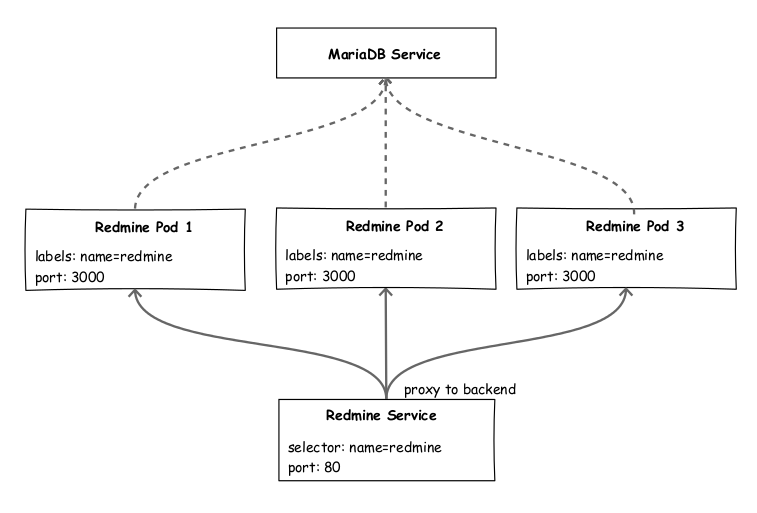 MariaDB Service
Redmine Pod 1
labels: name=redmine
port: 3000
Redmine Pod 2
labels: name=redmine
port: 3000
Redmine Pod 3
labels: name=redmine
port: 3000
proxy to backend
Redmine Service
selector: name=redmine
port: 80